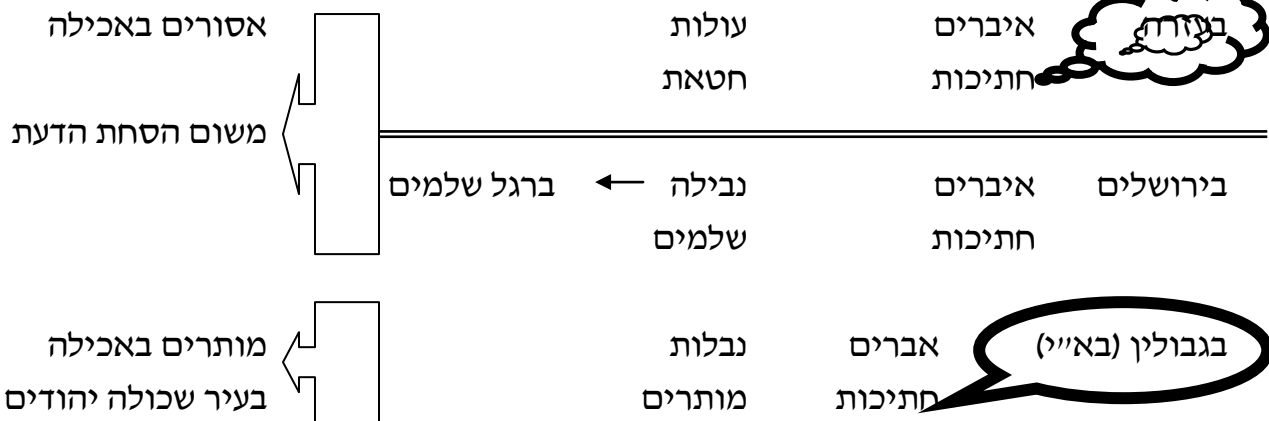 בעזרה איברים עולות אסורים באכילה
חתיכות חטאת
משום הסחת הדעת
בירושלים איברים נבילה ← ברגל שלמים
חתיכות שלמים
בגבולין (בא״י) אברים נבלות מותרים באכילה
חתיכות מותרים בעיר שכולה יהודים